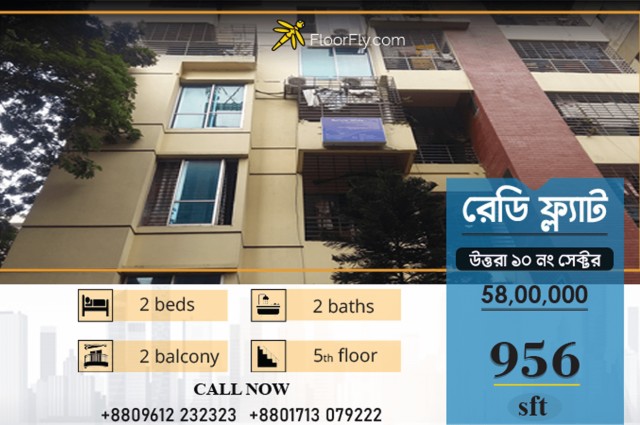 FloorFly.com
রেডি ফ্ল্যাট
উত্তরা ১০ নং সেক্টর
58,00,000
2 beds
2 baths
2 balcony
5th floor
956
sft
CALL NOW
+8809612 232323 +8801713 079222